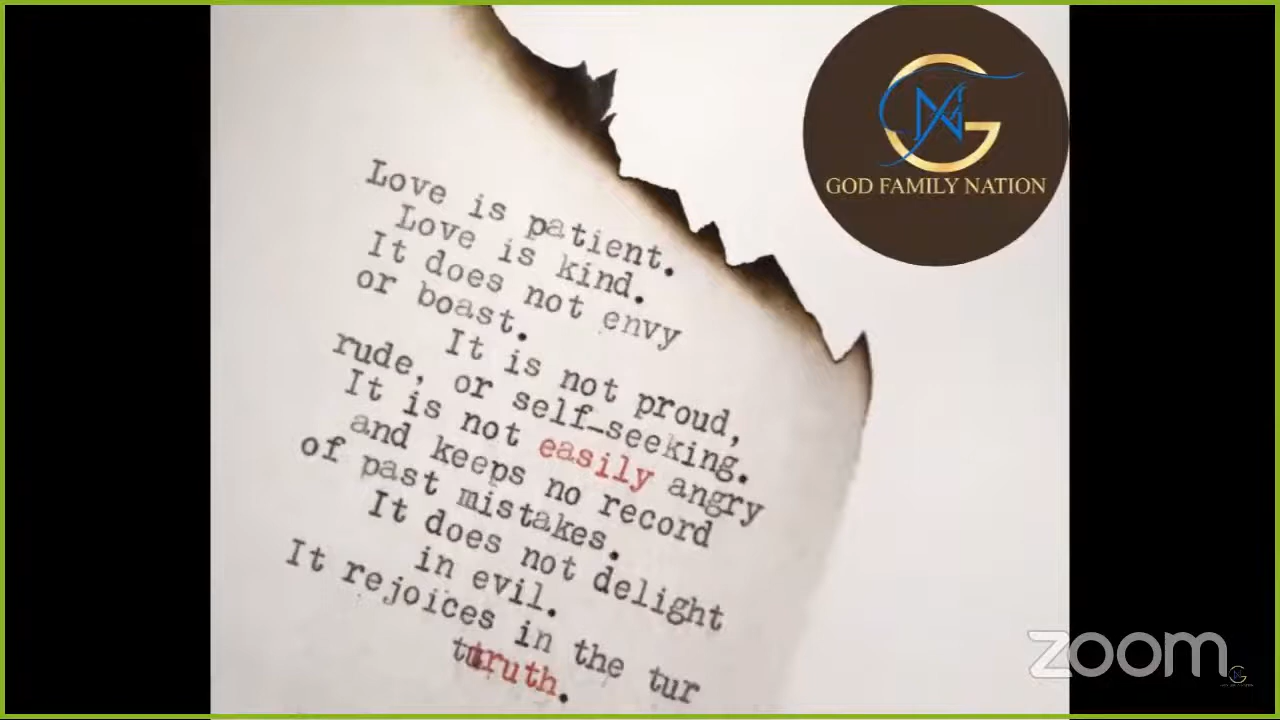 GOD FAMILY NATION
Love is patient.
Love is kind.
It does not envy
or boast.
It is not proud,
rude, or self-seeking.
It is not easily angry
and keeps no record
of past mistakes.
It does not delight
in evil.
It rejoices in the tur
truth.
zoom